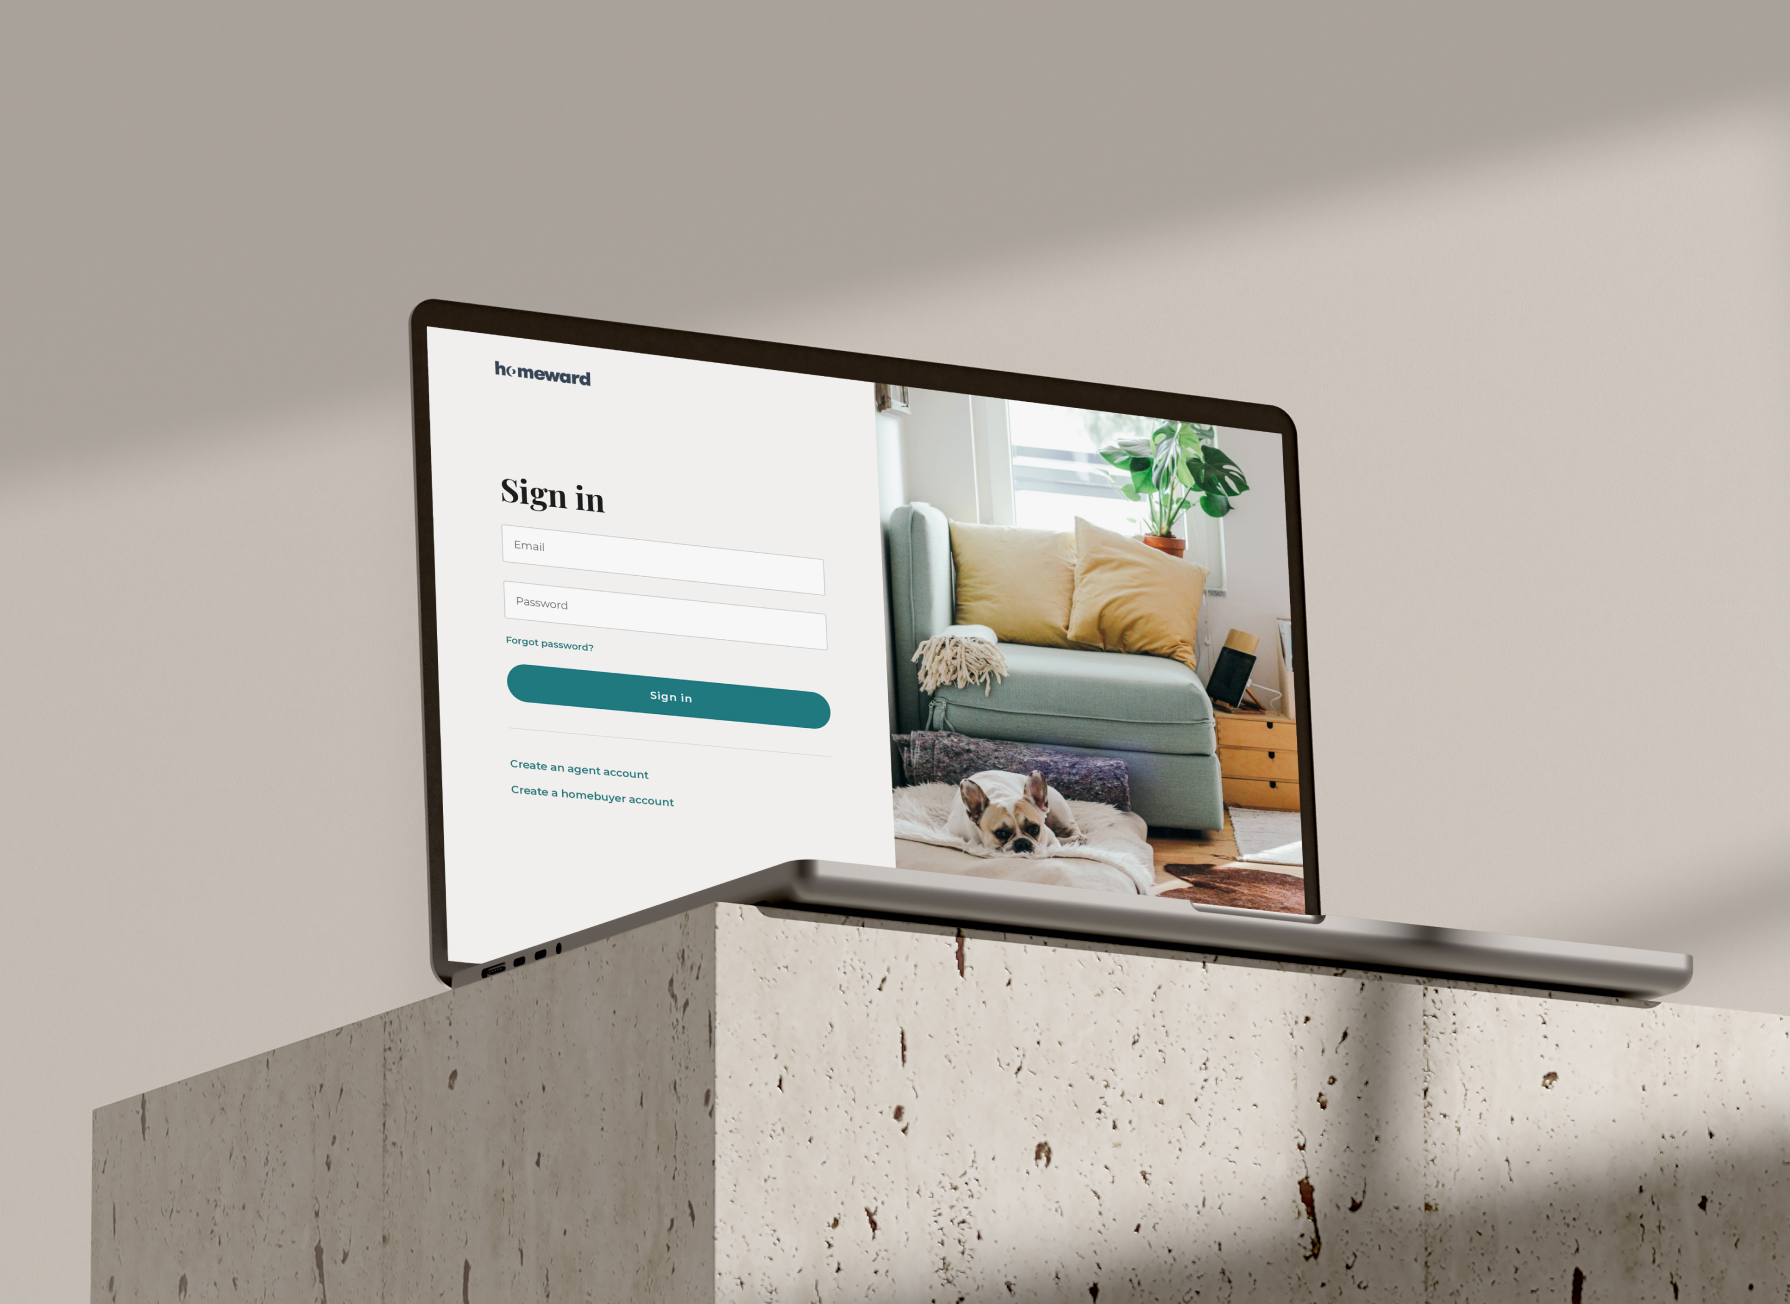 homeward
Sign in
Email
Password
Forgot password?
Sign in
Create an agent account
Create a homebuyer account